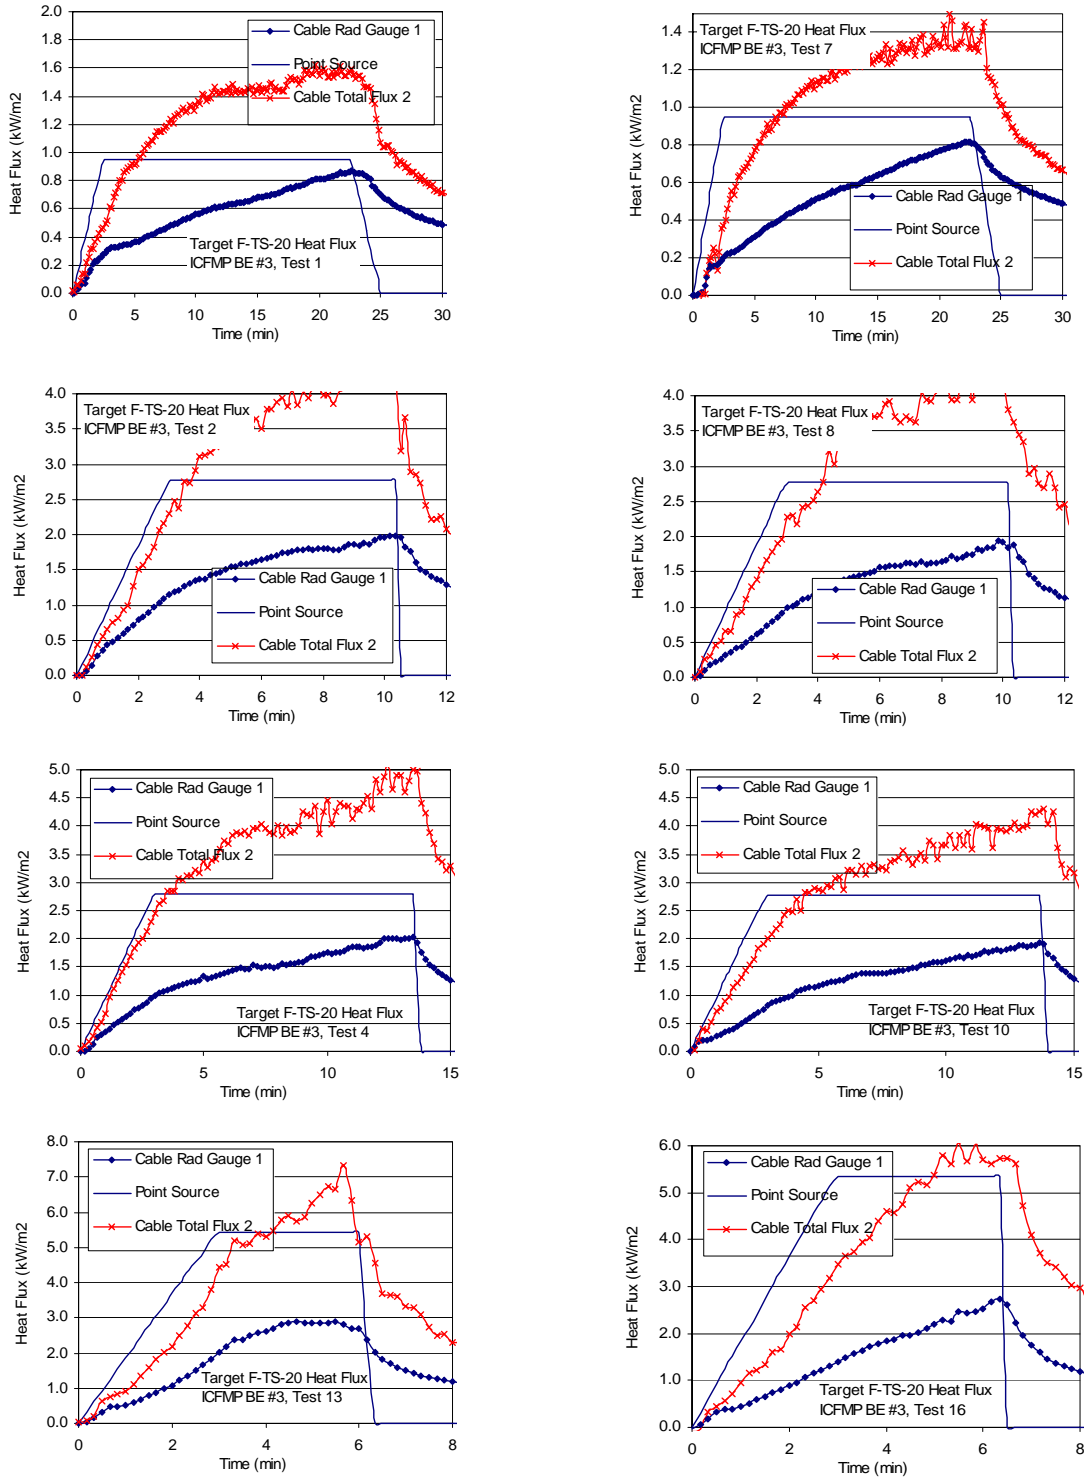 2.0
1.8
1.6
1.4
1.2
1.0
0.8
0.6
0.4
0.2
0.0
Heat Flux (kW/m2)
Cable Rad Gauge 1
Point Source
Cable Total Flux 2
Target F-TS-20 Heat Flux
ICFMP BE #3, Test 1
0 5 10 15 20 25 30
Time (min)
1.4
1.2
1.0
0.8
0.6
0.4
0.2
0.0
Heat Flux (kW/m2)
Target F-TS-20 Heat Flux
ICFMP BE #3, Test 7
Cable Rad Gauge 1
Point Source
Cable Total Flux 2
0 5 10 15 20 25 30
Time (min)
4.0
3.5
3.0
2.5
2.0
1.5
1.0
0.5
0.0
Heat Flux (kW/m2)
Target F-TS-20 Heat Flux
ICFMP BE #3, Test 2
Cable Rad Gauge 1
Point Source
Cable Total Flux 2
0 2 4 6 8 10 12
Time (min)
4.0
3.5
3.0
2.5
2.0
1.5
1.0
0.5
0.0
Heat Flux (kW/m2)
Target F-TS-20 Heat Flux
ICFMP BE #3, Test 8
Cable Rad Gauge 1
Point Source
Cable Total Flux 2
0 2 4 6 8 10 12
Time (min)
5.0
4.5
4.0
3.5
3.0
2.5
2.0
1.5
1.0
0.5
0.0
Heat Flux (kW/m2)
Cable Rad Gauge 1
Point Source
Cable Total Flux 2
Target F-TS-20 Heat Flux
ICFMP BE #3, Test 4
0 5 10 15
Time (min)
5.0
4.5
4.0
3.5
3.0
2.5
2.0
1.5
1.0
0.5
0.0
Heat Flux (kW/m2)
Cable Rad Gauge 1
Point Source
Cable Total Flux 2
Target F-TS-20 Heat Flux
ICFMP BE #3, Test 10
0 5 10 15
Time (min)
8.0
7.0
6.0
5.0
4.0
3.0
2.0
1.0
0.0
Heat Flux (kW/m2)
Cable Rad Gauge 1
Point Source
Cable Total Flux 2
Target F-TS-20 Heat Flux
ICFMP BE #3, Test 13
0 2 4 6 8
Time (min)
6.0
5.0
4.0
3.0
2.0
1.0
0.0
Heat Flux (kW/m2)
Cable Rad Gauge 1
Point Source
Cable Total Flux 2
Target F-TS-20 Heat Flux
ICFMP BE #3, Test 16
0 2 4 6 8
Time (min)